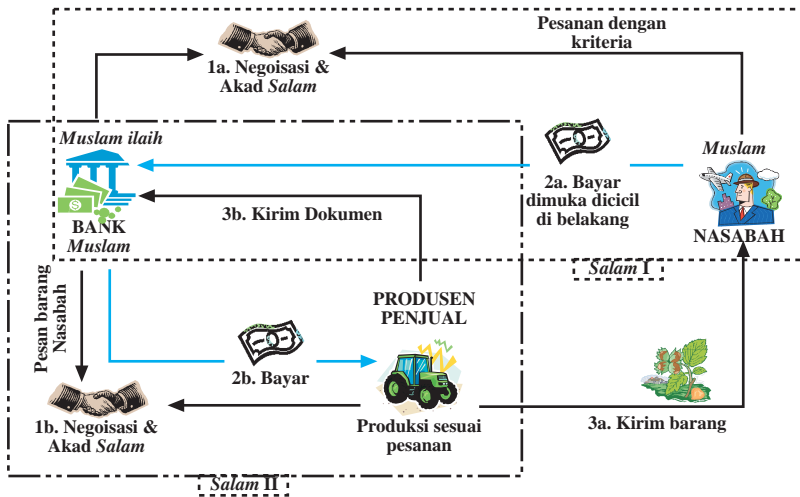 Pesanan dengan
kriteria
1a. Negoisasi &
Akad Salam
Muslam ilaih
BANK
Muslam
3b. Kirim Dokumen
2a. Bayar
dimuka dicicil
di belakang
Muslam
NASABAH
Salam I
Pesan barang
Nasabah
PRODUSEN
PENJUAL
2b. Bayar
1b. Negoisasi &
Akad Salam
Produksi sesuai
pesanan
3a. Kirim barang
Salam II